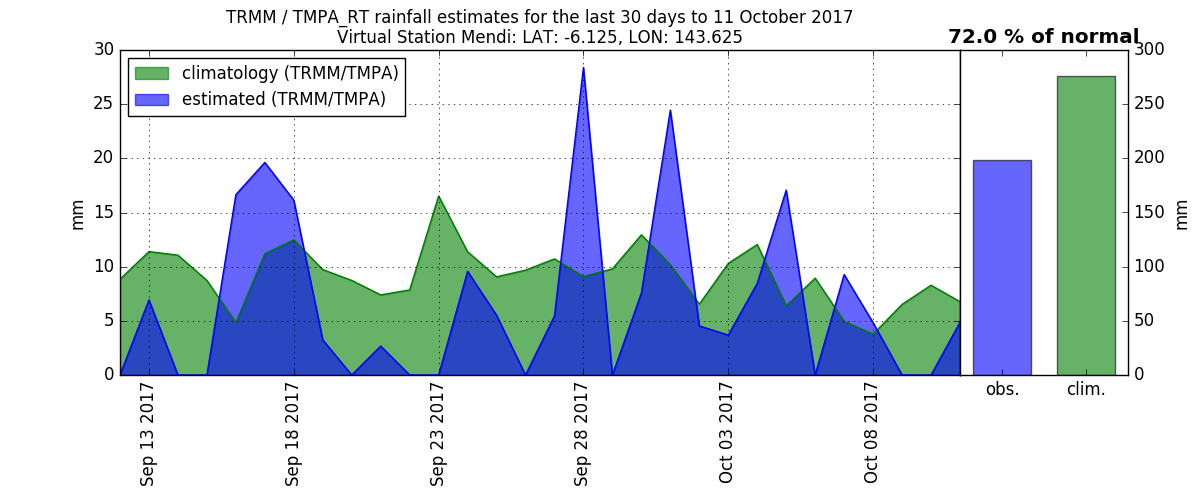 TRMM / TMPA_RT rainfall estimates for the last 30 days to 11 October 2017
Virtual Station Mendi: LAT: -6.125, LON: 143.625
72.0 % of normal
climatology (TRMM/TMPA)
estimated (TRMM/TMPA)
30
25
20
15
10
5
0
mm
Sep 13 2017
Sep 18 2017
Sep 23 2017
Sep 28 2017
Oct 03 2017
Oct 08 2017
obs.
clim.
300
250
200
150
100
50
0
mm